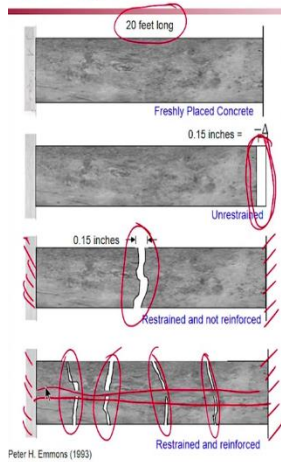 20 feet long
Freshly Placed Concrete
0.15 inches =
Δ
Unrestrained
0.15 inches
Restrained and not reinforced
Restrained and reinforced
Peter H. Emmons (1993)